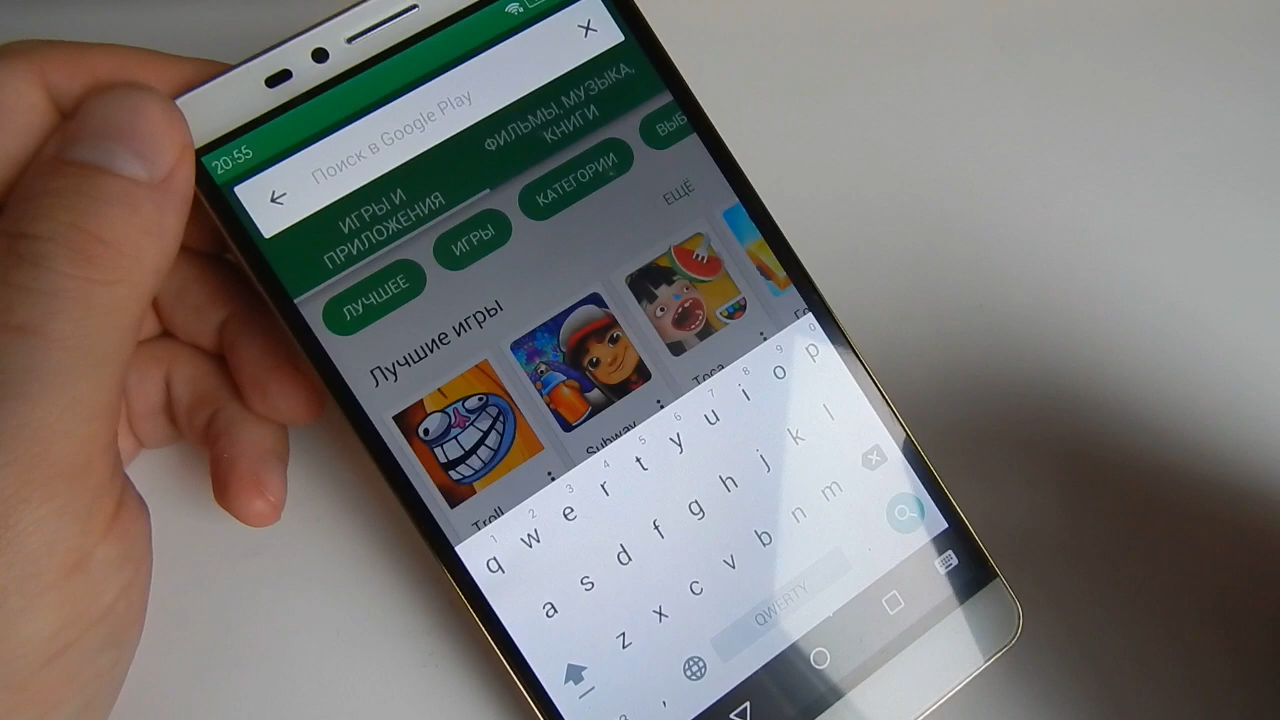 20:55
Поиск в Google Play
ИГРЫ И
ПРИЛОЖЕНИЯ
ФИЛЬМЫ, МУЗЫКА,
КНИГИ
ЛУЧШЕЕ
ИГРЫ
КАТЕГОРИИ
ВЫБ
Лучшие игры
ЕЩЁ
Troll
Subway
Toca
1 2 3 4 5 6 7 8 9 0
q w e r t y u i o p
a s d f g h j k l
z x c v b n m
, QWERTY .